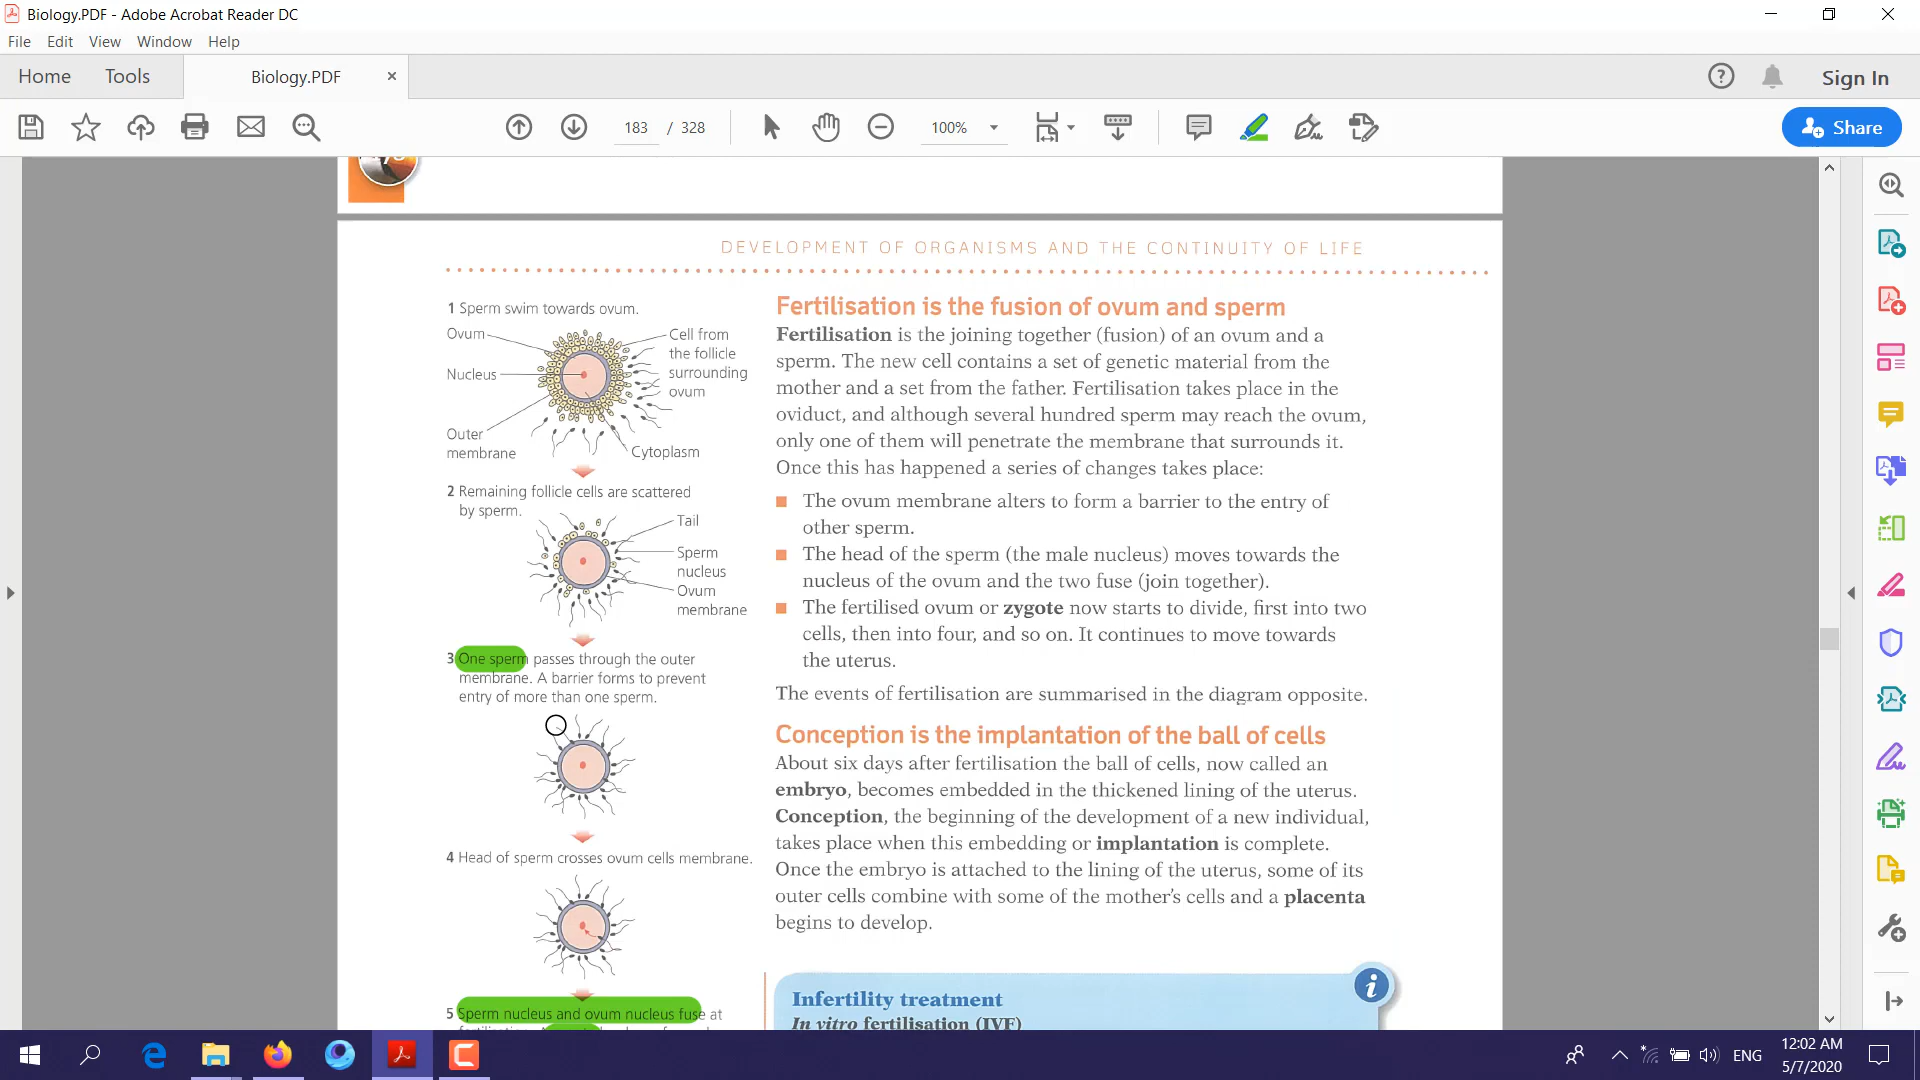 Biology.PDF - Adobe Acrobat Reader DC
File Edit View Window Help
Home Tools Biology.PDF × Sign In
183 / 328 100% Share
DEVELOPMENT OF ORGANISMS AND THE CONTINUITY OF LIFE
1 Sperm swim towards ovum.
Ovum
Nucleus
Outer
membrane
Cell from
the follicle
surrounding
ovum
Cytoplasm
2 Remaining follicle cells are scattered
by sperm.
Tail
Sperm
nucleus
Ovum
membrane
3 One sperm passes through the outer
membrane. A barrier forms to prevent
entry of more than one sperm.
4 Head of sperm crosses ovum cells membrane.
5 Sperm nucleus and ovum nucleus fuse at
Fertilisation is the fusion of ovum and sperm
Fertilisation is the joining together (fusion) of an ovum and a
sperm. The new cell contains a set of genetic material from the
mother and a set from the father. Fertilisation takes place in the
oviduct, and although several hundred sperm may reach the ovum,
only one of them will penetrate the membrane that surrounds it.
Once this has happened a series of changes takes place:
The ovum membrane alters to form a barrier to the entry of
other sperm.
The head of the sperm (the male nucleus) moves towards the
nucleus of the ovum and the two fuse (join together).
The fertilised ovum or zygote now starts to divide, first into two
cells, then into four, and so on. It continues to move towards
the uterus.
The events of fertilisation are summarised in the diagram opposite.
Conception is the implantation of the ball of cells
About six days after fertilisation the ball of cells, now called an
embryo, becomes embedded in the thickened lining of the uterus.
Conception, the beginning of the development of a new individual,
takes place when this embedding or implantation is complete.
Once the embryo is attached to the lining of the uterus, some of its
outer cells combine with some of the mother's cells and a placenta
begins to develop.
Infertility treatment
In vitro fertilisation (IVF)
ENG
12:02 AM
5/7/2020